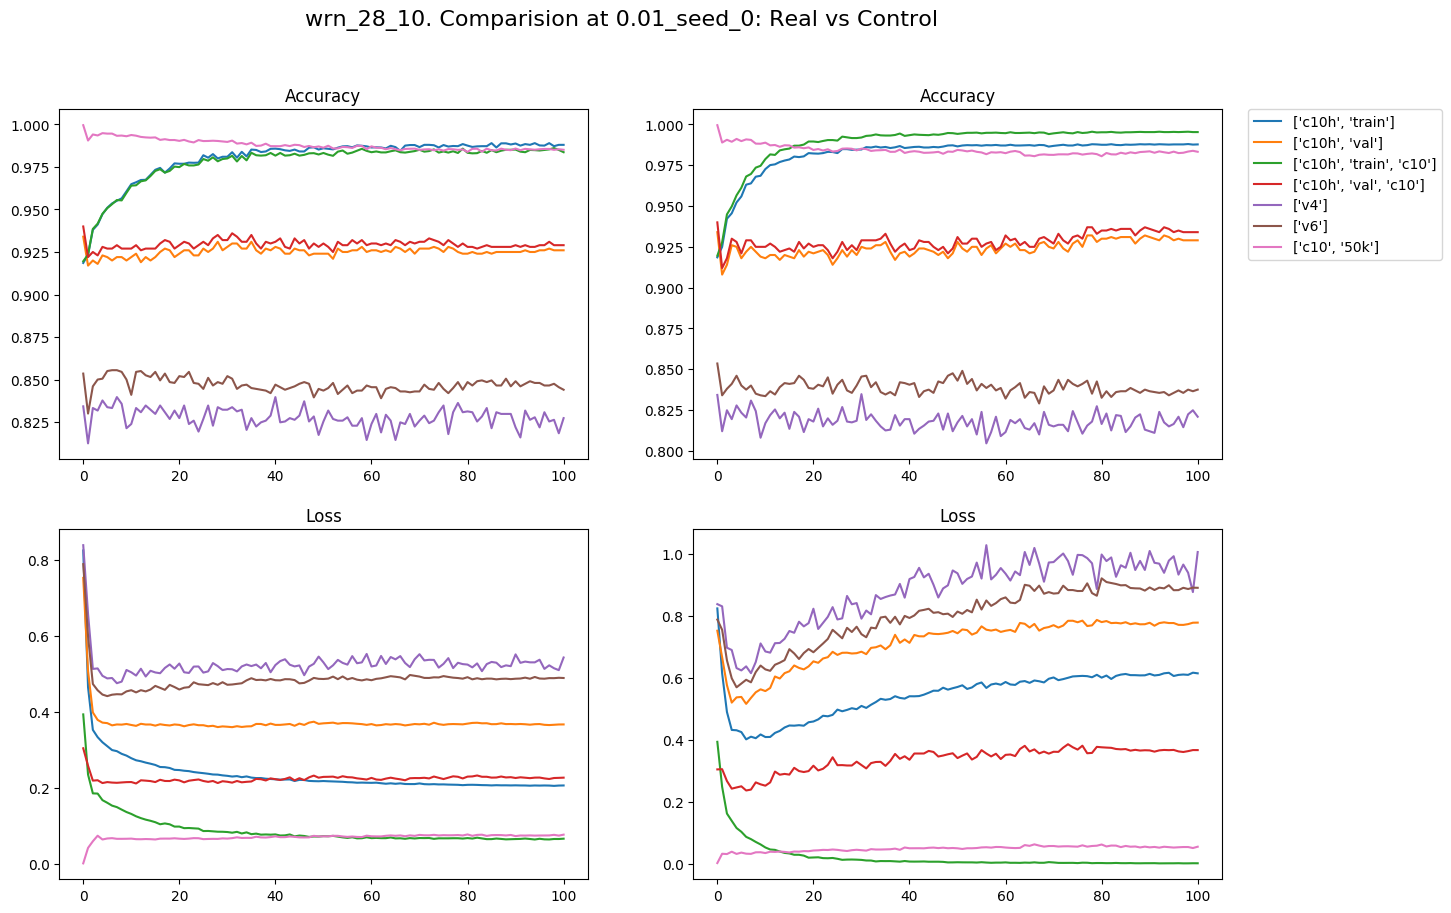 wrn_28_10. Comparision at 0.01_seed_0: Real vs Control
Accuracy
1.000
0.975
0.950
0.925
0.900
0.875
0.850
0.825
0 20 40 60 80 100
Accuracy
1.000
0.975
0.950
0.925
0.900
0.875
0.850
0.825
0.800
0 20 40 60 80 100
['c10h', 'train']
['c10h', 'val']
['c10h', 'train', 'c10']
['c10h', 'val', 'c10']
['v4']
['v6']
['c10', '50k']
Loss
0.8
0.6
0.4
0.2
0.0
0 20 40 60 80 100
Loss
1.0
0.8
0.6
0.4
0.2
0.0
0 20 40 60 80 100